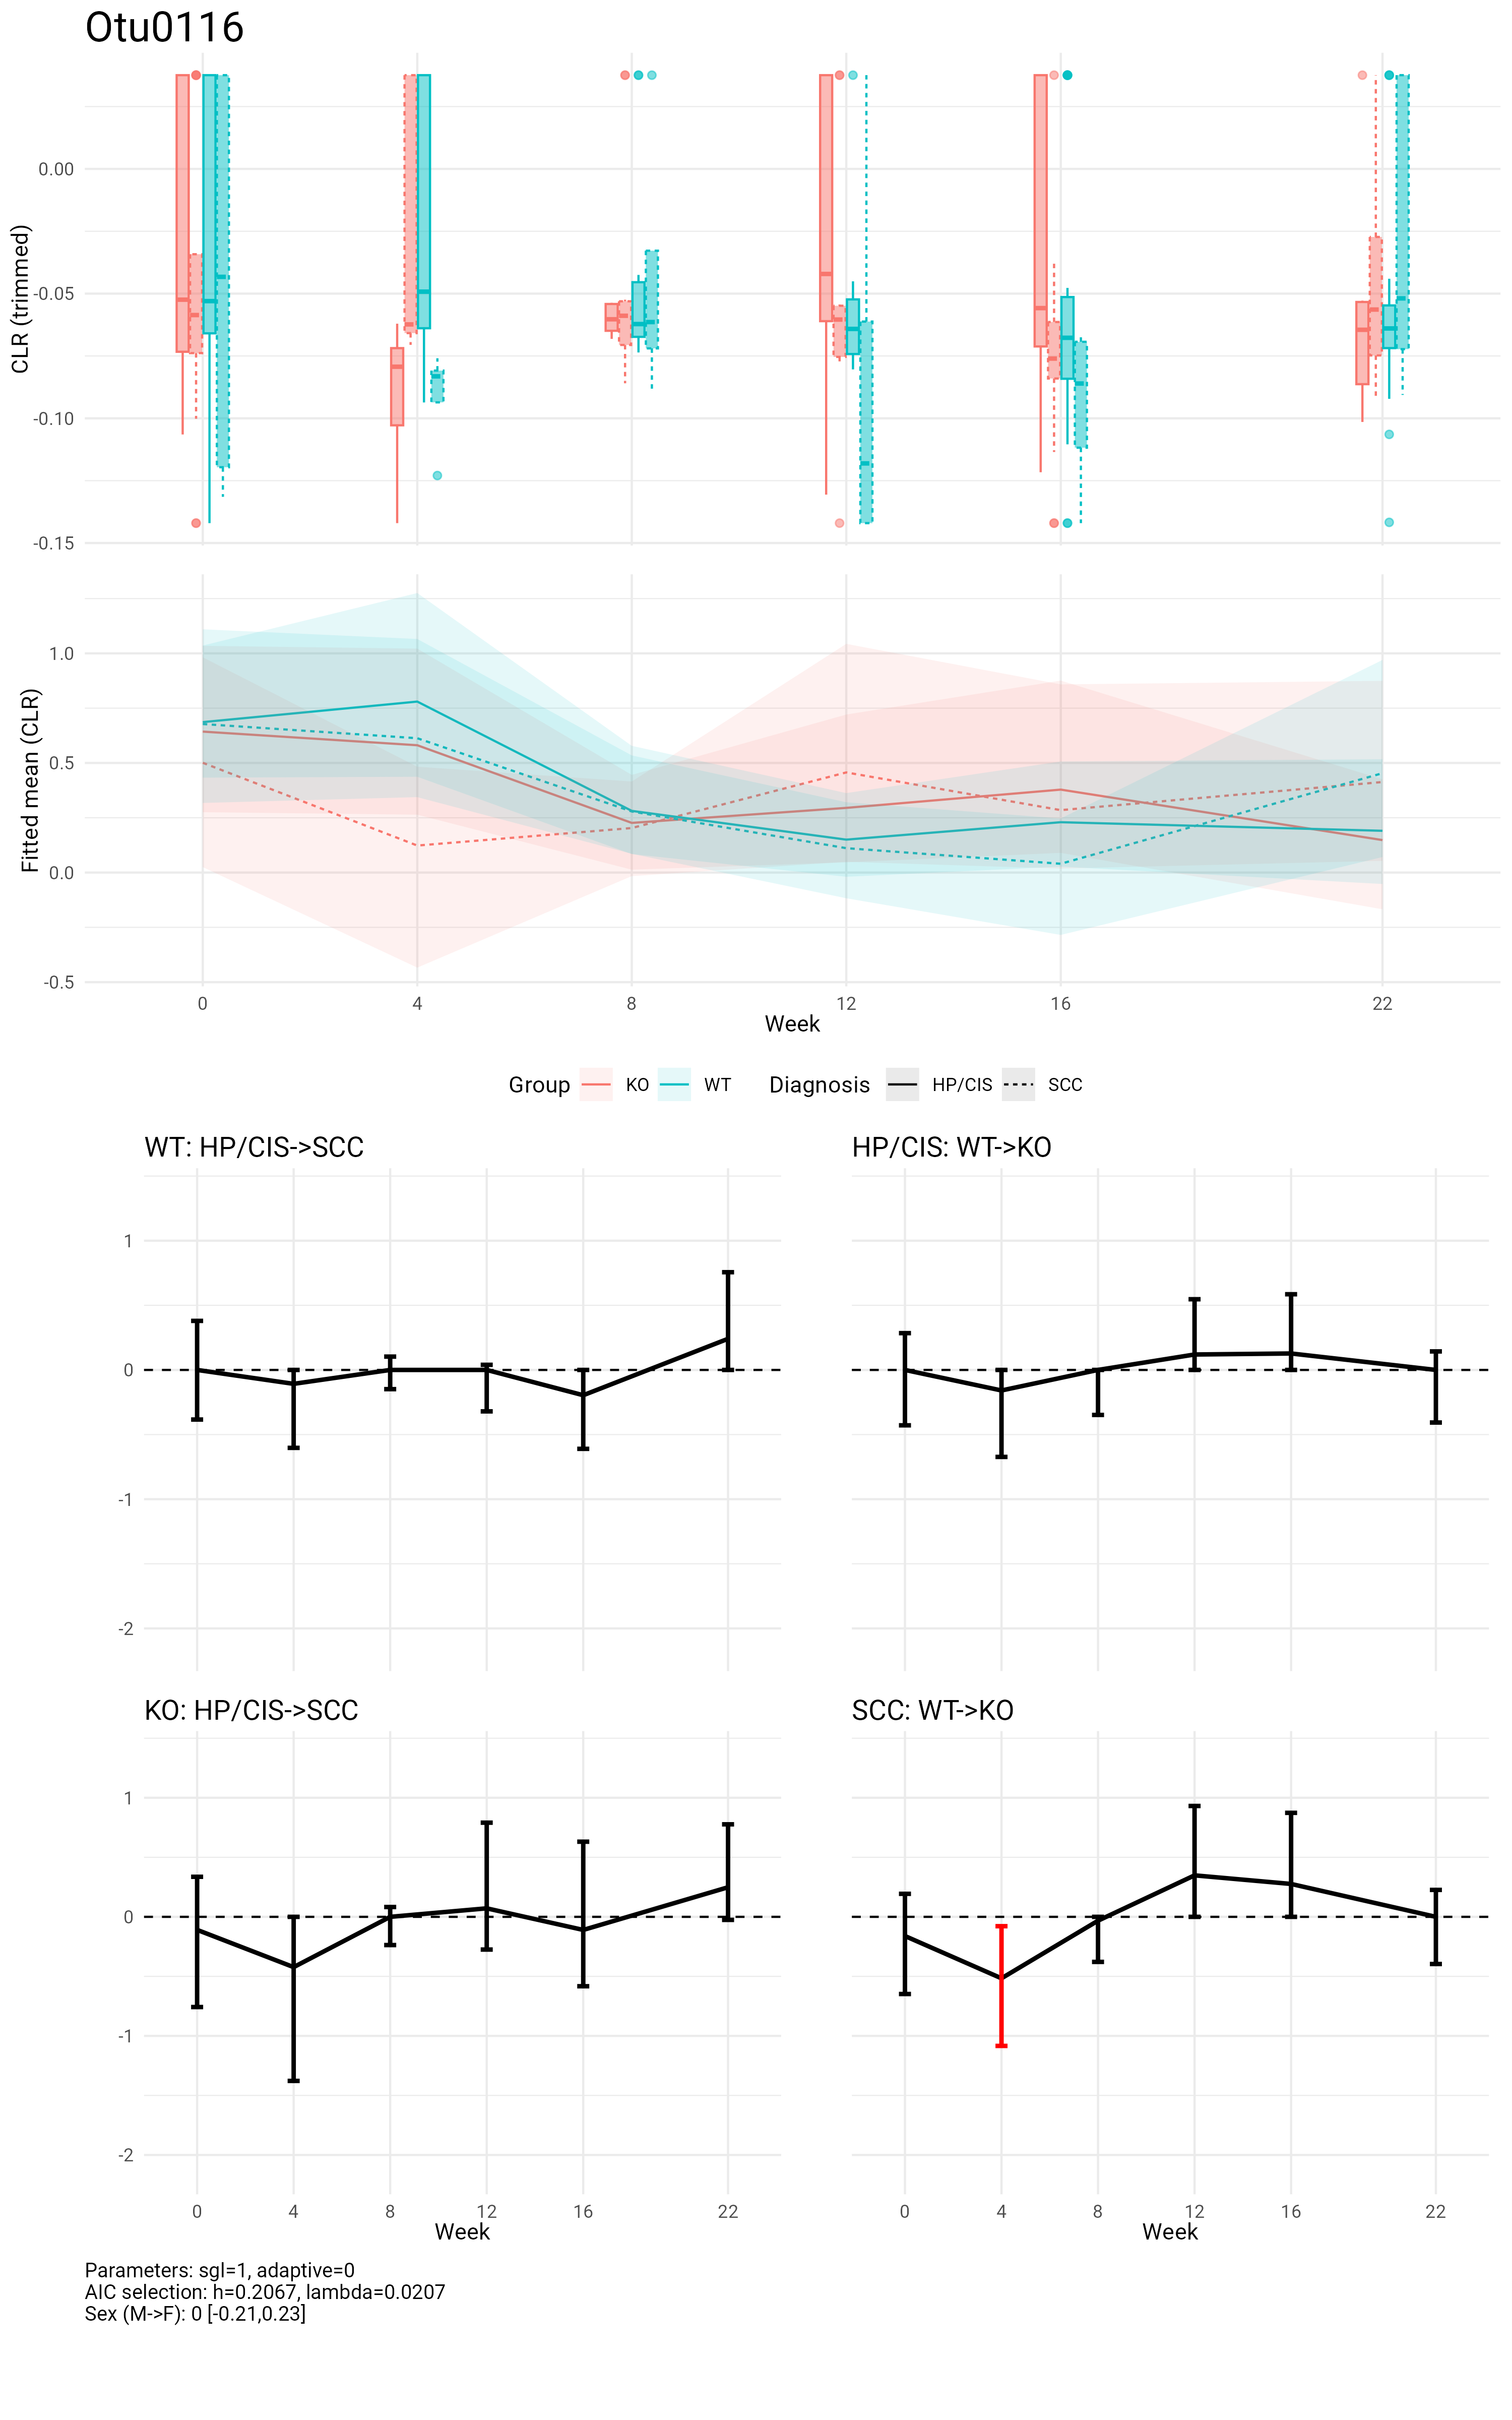 Otu0116
CLR (trimmed)
0.00
-0.05
-0.10
-0.15
Fitted mean (CLR)
1.0
0.5
0.0
-0.5
0 4 8 12 16 22
Week
Group KO WT Diagnosis HP/CIS SCC
WT: HP/CIS->SCC HP/CIS: WT->KO
1
0
-1
-2
KO: HP/CIS->SCC SCC: WT->KO
1
0
-1
-2
0 4 8 12 16 22 0 4 8 12 16 22
Week Week
Parameters: sgl=1, adaptive=0
AIC selection: h=0.2067, lambda=0.0207
Sex (M->F): 0 [-0.21,0.23]